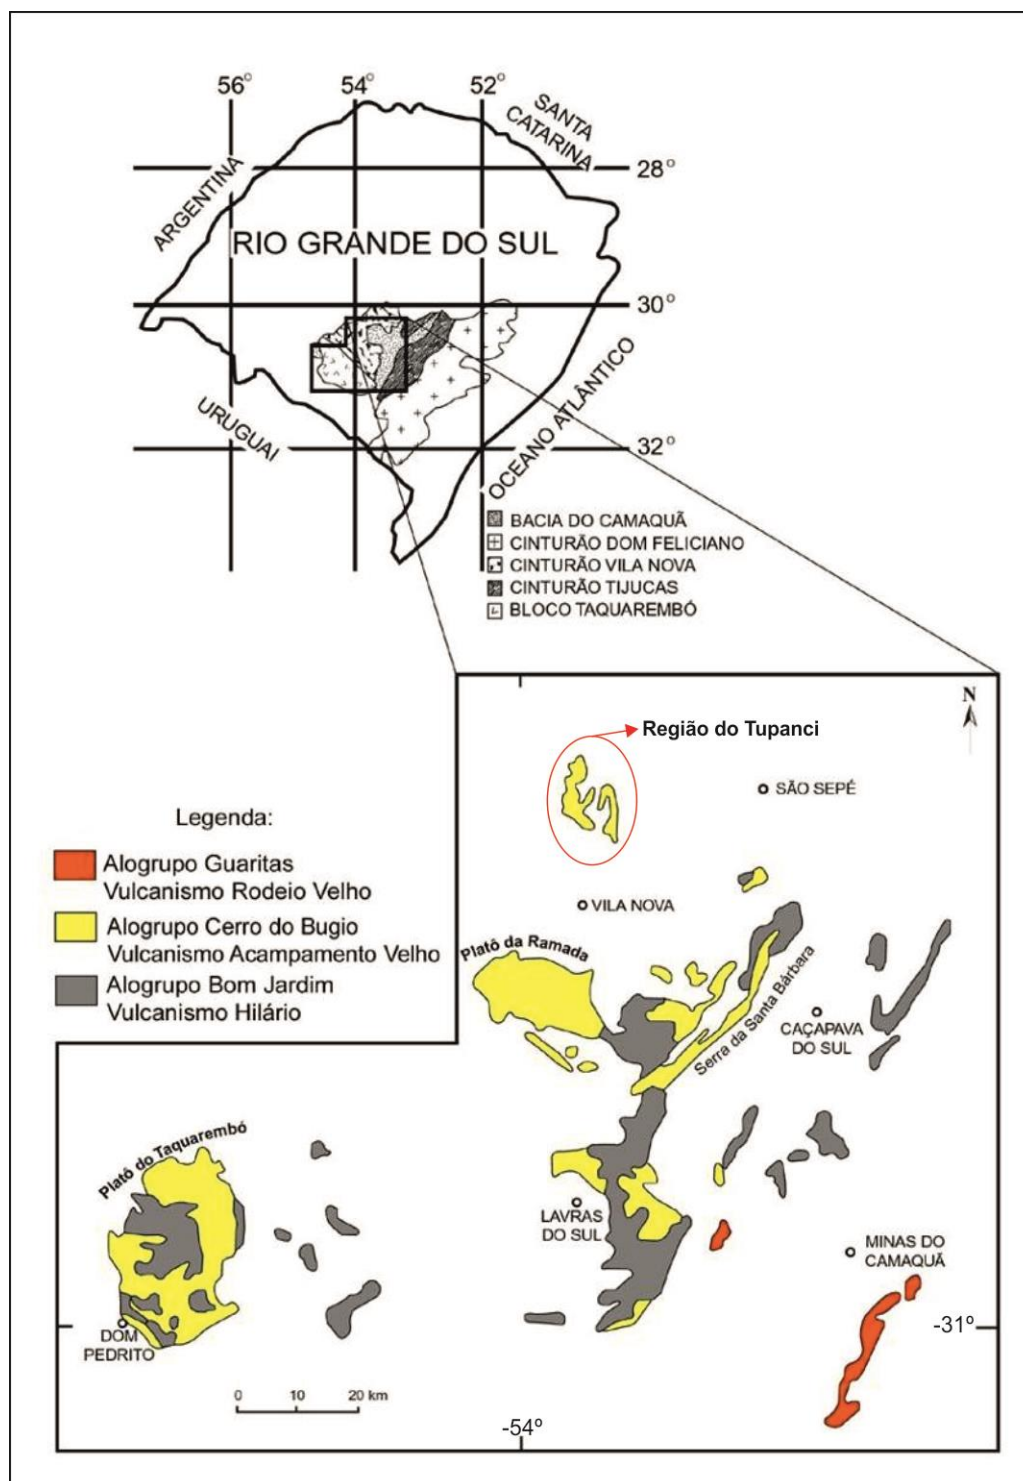 56°
54°
52°
SANTA
CATARINA
28°
ARGENTINA
RIO GRANDE DO SUL
30°
URUGUAI
OCEANO ATLÂNTICO
32°
BACIA DO CAMAQUÃ
CINTURÃO DOM FELICIANO
CINTURÃO VILA NOVA
CINTURÃO TIJUCAS
BLOCO TAQUAREMBÓ
N
Região do Tupanci
SÃO SEPÉ
Legenda:
Alogrupo Guaritas
Vulcanismo Rodeio Velho
Alogrupo Cerro do Bugio
Vulcanismo Acampamento Velho
Alogrupo Bom Jardim
Vulcanismo Hilário
VILA NOVA
Platô da Ramada
Serra da Santa Bárbara
CAÇAPAVA
DO SUL
Platô do Taquarembó
LAVRAS
DO SUL
MINAS DO
CAMAQUÃ
DOM
PEDRITO
-31º
0 10 20 km
-54º